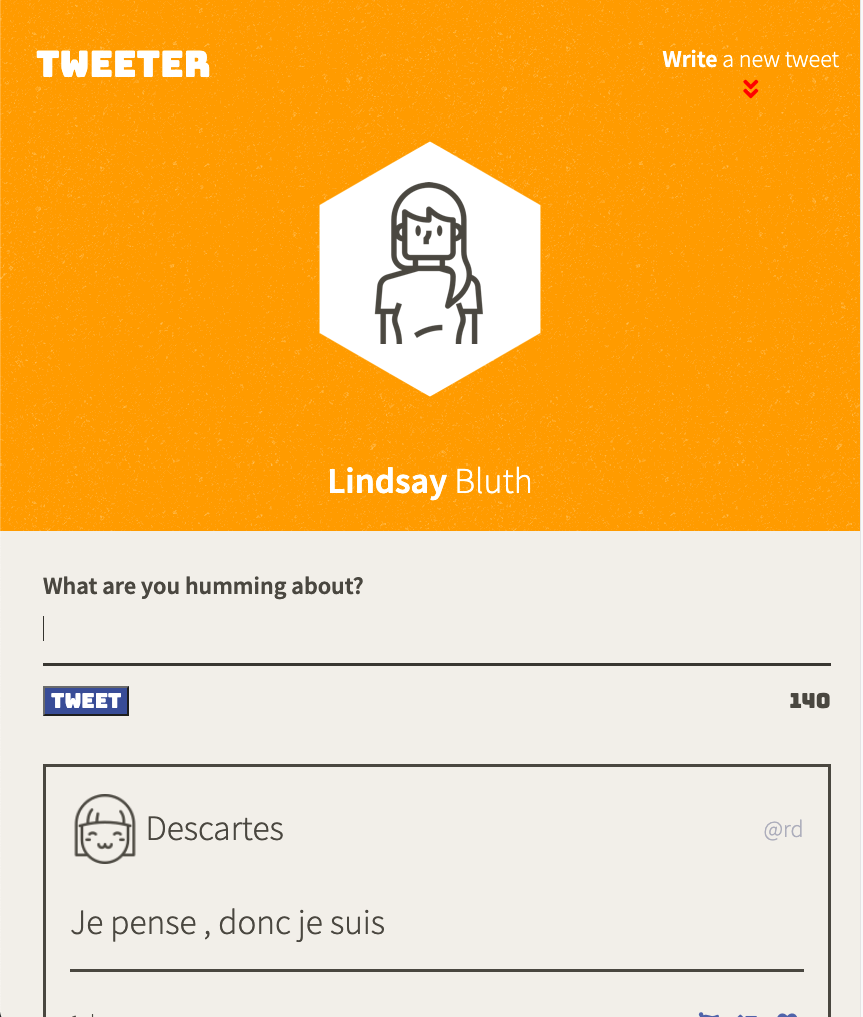 TWEETER
Write a new tweet
Lindsay Bluth
What are you humming about?
TWEET
140
Descartes
@rd
Je pense , donc je suis